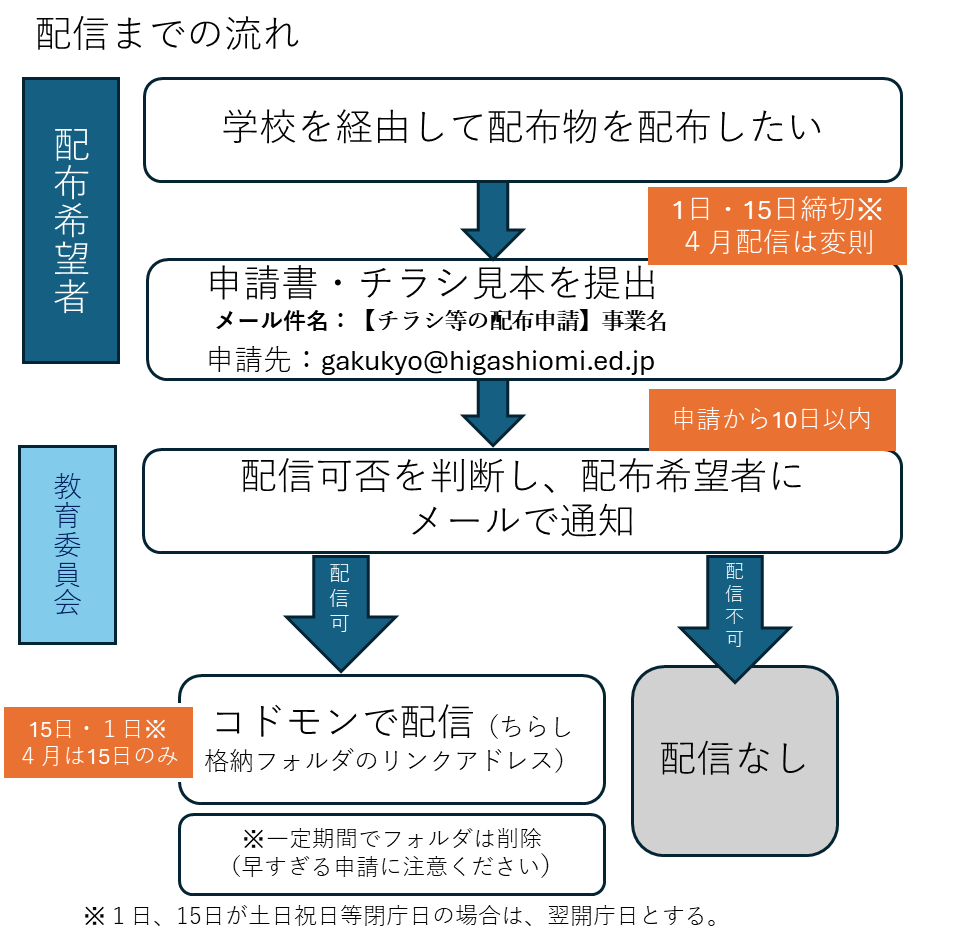 配信までの流れ
配布希望者
学校を経由して配布物を配布したい
1日・15日締切※
４月配信は変則
申請書・チラシ見本を提出
メール件名：【チラシ等の配布申請】事業名
申請先：gakukyo@higashiomi.ed.jp
申請から10日以内
教育委員会
配信可否を判断し、配布希望者に
メールで通知
配信可
配信不可
15日・１日※
４月は15日のみ
コドモンで配信（ちらし
格納フォルダのリンクアドレス）
配信なし
※一定期間でフォルダは削除
（早すぎる申請に注意ください）
※１日、15日が土日祝日等閉庁日の場合は、翌開庁日とする。